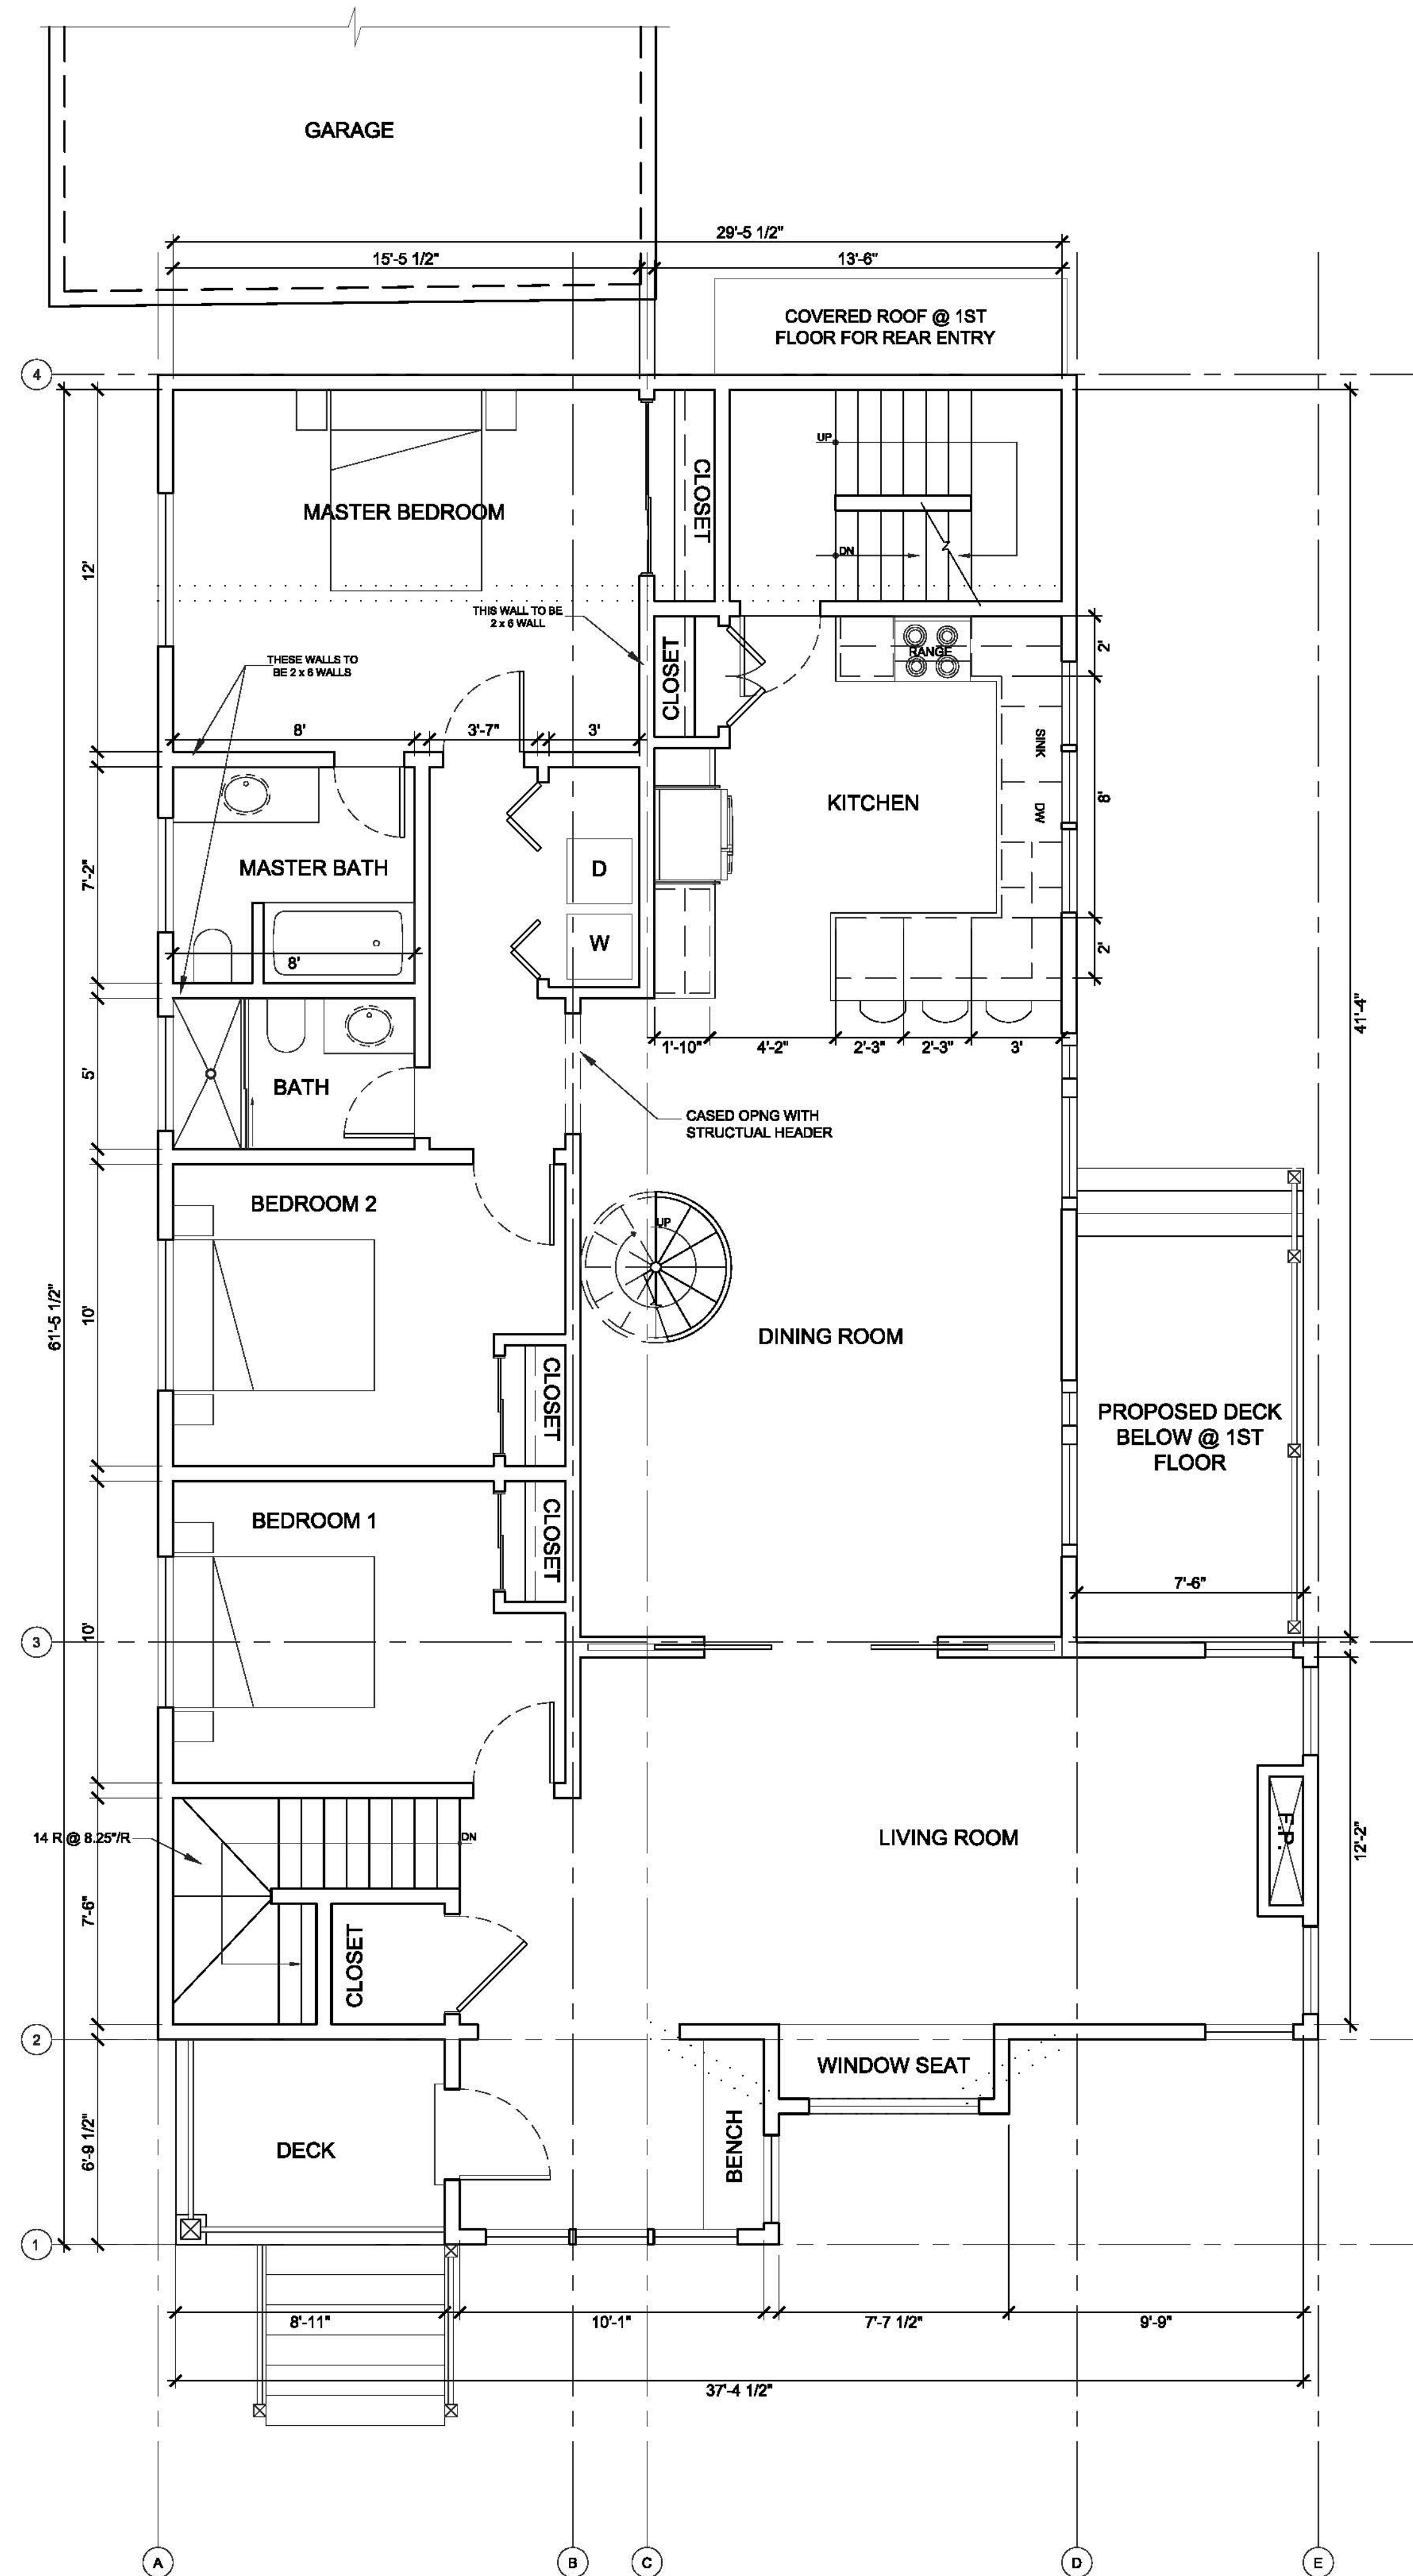 GARAGE
29'-5 1/2"
15'-5 1/2"
13'-6"
COVERED ROOF @ 1ST
FLOOR FOR REAR ENTRY
4
UP
CLOSET
MASTER BEDROOM
DN
12'
THIS WALL TO BE
2 x 6 WALL
THESE WALLS TO
BE 2 x 6 WALLS
CLOSET
RANGE
2'
8'
3'-7"
3'
SINK
KITCHEN
8'
DW
MASTER BATH
D
7'-2"
W
8'
2'
41'-4"
1'-10"
4'-2"
2'-3"
2'-3"
3'
5'
BATH
CASED OPNG WITH
STRUCTUAL HEADER
BEDROOM 2
UP
61'-5 1/2"
10'
DINING ROOM
CLOSET
PROPOSED DECK
BELOW @ 1ST
FLOOR
BEDROOM 1
CLOSET
7'-6"
10'
3
14 R @ 8.25"/R
DN
LIVING ROOM
F.P.
12'-2"
7'-6"
CLOSET
2
WINDOW SEAT
6'-9 1/2"
DECK
BENCH
1
8'-11"
10'-1"
7'-7 1/2"
9'-9"
37'-4 1/2"
A
B
C
D
E